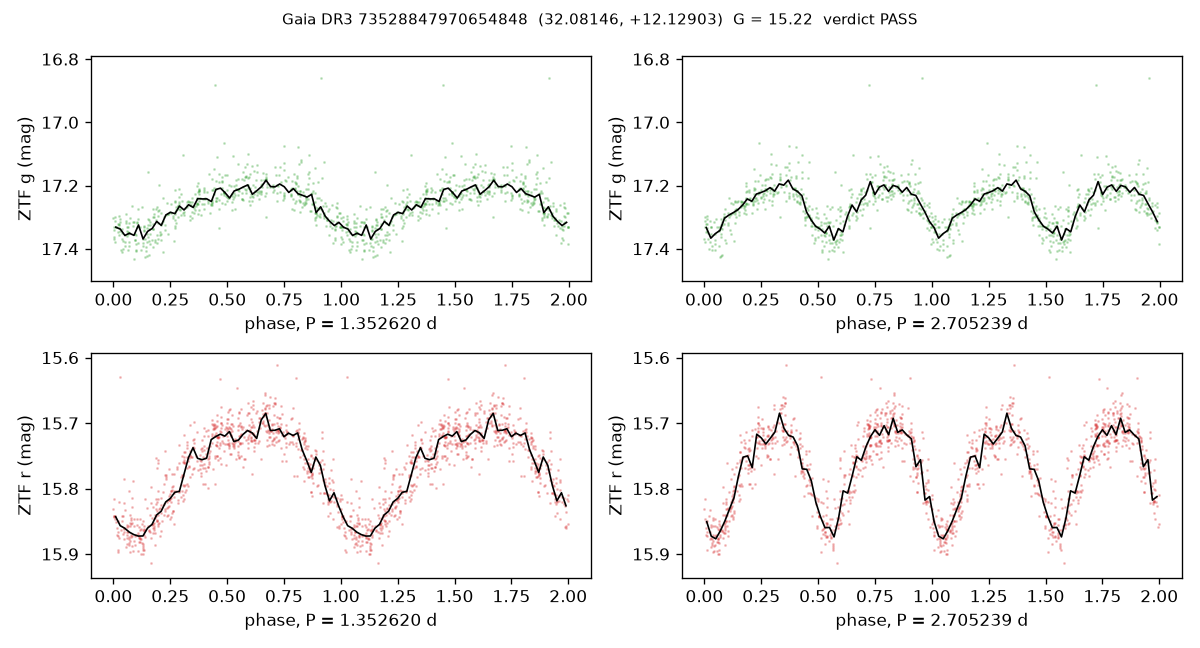 Gaia DR3 73528847970654848 (32.08146, +12.12903) G = 15.22 verdict PASS
ZTF g (mag)
16.8
17.0
17.2
17.4
0.00 0.25 0.50 0.75 1.00 1.25 1.50 1.75 2.00
phase, P = 1.352620 d
ZTF g (mag)
16.8
17.0
17.2
17.4
0.00 0.25 0.50 0.75 1.00 1.25 1.50 1.75 2.00
phase, P = 2.705239 d
ZTF r (mag)
15.6
15.7
15.8
15.9
0.00 0.25 0.50 0.75 1.00 1.25 1.50 1.75 2.00
phase, P = 1.352620 d
ZTF r (mag)
15.6
15.7
15.8
15.9
0.00 0.25 0.50 0.75 1.00 1.25 1.50 1.75 2.00
phase, P = 2.705239 d